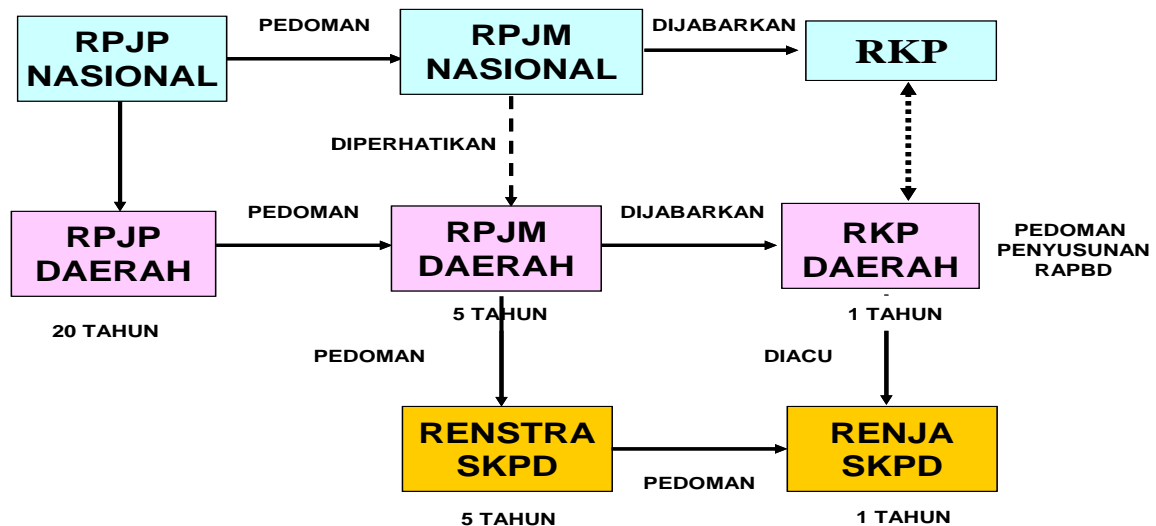 RPJP
NASIONAL
PEDOMAN
RPJM
NASIONAL
DIJABARKAN
RKP
DIPERHATIKAN
RPJP
DAERAH
PEDOMAN
RPJM
DAERAH
DIJABARKAN
RKP
DAERAH
PEDOMAN
PENYUSUNAN
RAPBD
20 TAHUN
5 TAHUN
1 TAHUN
PEDOMAN
DIACU
RENSTRA
SKPD
PEDOMAN
RENJA
SKPD
5 TAHUN
1 TAHUN